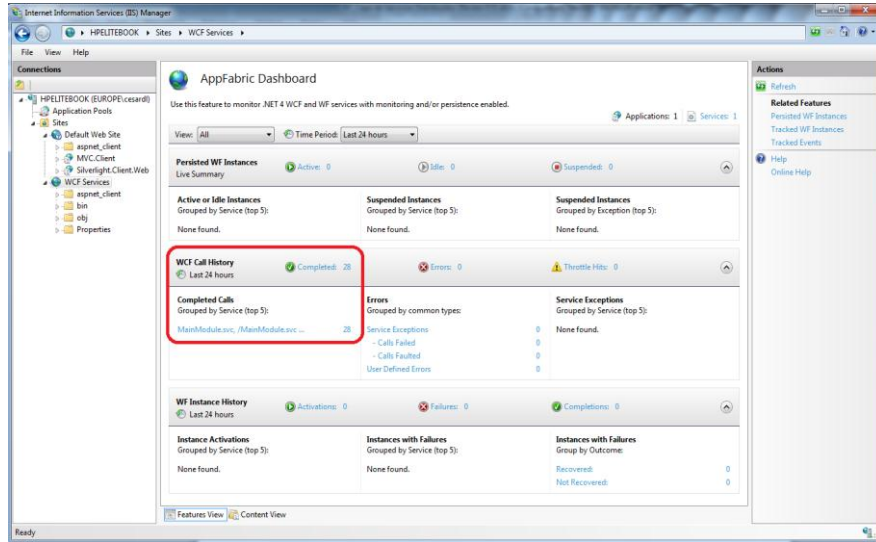 Internet Information Services (IIS) Manager
HPELITEBOOK ▸ Sites ▸ WCF Services ▸
File View Help
Connections
HPELITEBOOK (EUROPE\cesardl)
Application Pools
Sites
Default Web Site
aspnet_client
MVC.Client
Silverlight.Client.Web
WCF Services
aspnet_client
bin
obj
Properties
AppFabric Dashboard
Use this feature to monitor .NET 4 WCF and WF services with monitoring and/or persistence enabled.
Applications: 1 Services: 1
View: All Time Period: Last 24 hours
Persisted WF Instances
Live Summary
Active: 0 Idle: 0 Suspended: 0
Active or Idle Instances
Grouped by Service (top 5):
None found.
Suspended Instances
Grouped by Service (top 5):
None found.
Suspended Instances
Grouped by Exception (top 5):
None found.
WCF Call History
Last 24 hours
Completed: 28 Errors: 0 Throttle Hits: 0
Completed Calls
Grouped by Service (top 5):
MainModule.svc, /MainModule.svc ... 28
Errors
Grouped by common types:
Service Exceptions 0
- Calls Failed 0
- Calls Faulted 0
User Defined Errors 0
Service Exceptions
Grouped by Service (top 5):
None found.
WF Instance History
Last 24 hours
Activations: 0 Failures: 0 Completions: 0
Instance Activations
Grouped by Service (top 5):
None found.
Instances with Failures
Grouped by Service (top 5):
None found.
Instances with Failures
Group by Outcome:
Recovered: 0
Not Recovered: 0
Features View Content View
Actions
Refresh
Related Features
Persisted WF Instances
Tracked WF Instances
Tracked Events
Help
Online Help
Ready